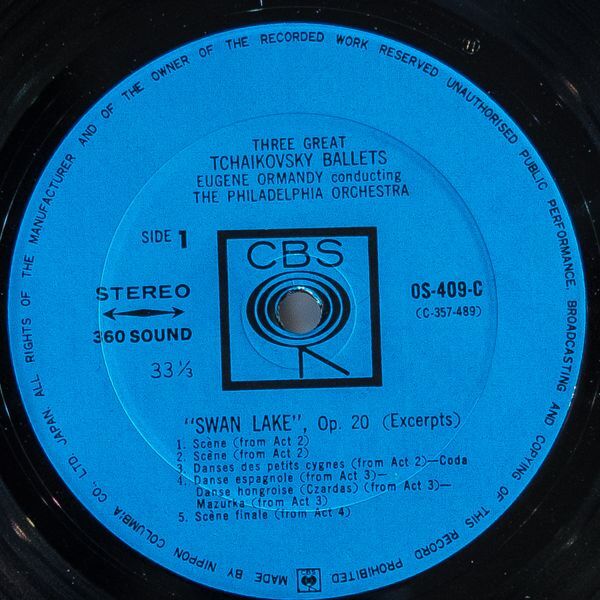 ALL RIGHTS OF THE MANUFACTURER AND OF THE OWNER OF THE RECORDED WORK RESERVED UNAUTHORISED PUBLIC PERFORMANCE. BROADCASTING AND COPYING OF THIS RECORD PROHIBITED
THREE GREAT
TCHAIKOVSKY BALLETS
EUGENE ORMANDY conducting
THE PHILADELPHIA ORCHESTRA
SIDE 1
CBS
STEREO
360 SOUND
33⅓
OS-409-C
(C-357-489)
"SWAN LAKE", Op. 20 (Excerpts)
1. Scène (from Act 2)
2. Scène (from Act 2)
3. Danses des petits cygnes (from Act 2)—Coda
4. Danse espagnole (from Act 3)—
Danse hongroise (Czardas) (from Act 3)—
Mazurka (from Act 3)
5. Scène finale (from Act 4)
MADE BY NIPPON COLUMBIA CO., LTD. JAPAN.
CBS